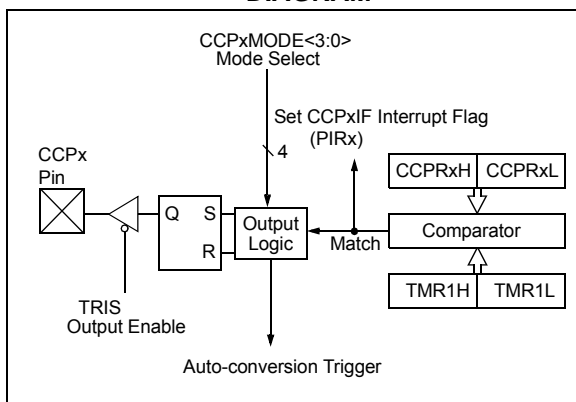 DIAGRAM
CCPxMODE<3:0>
Mode Select
Set CCPxIF Interrupt Flag
(PIRx)
4
CCPx
Pin
CCPRxH CCPRxL
Q S
R
Output
Logic
Match
Comparator
TMR1H TMR1L
TRIS
Output Enable
Auto-conversion Trigger